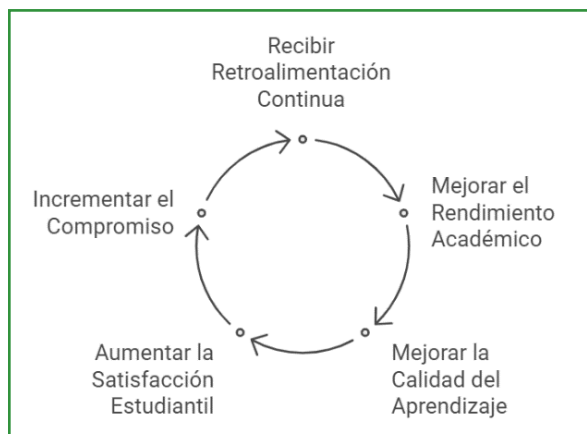 Recibir
Retroalimentación
Continua
Mejorar el
Rendimiento
Académico
Mejorar la
Calidad del
Aprendizaje
Aumentar la
Satisfacción
Estudiantil
Incrementar el
Compromiso